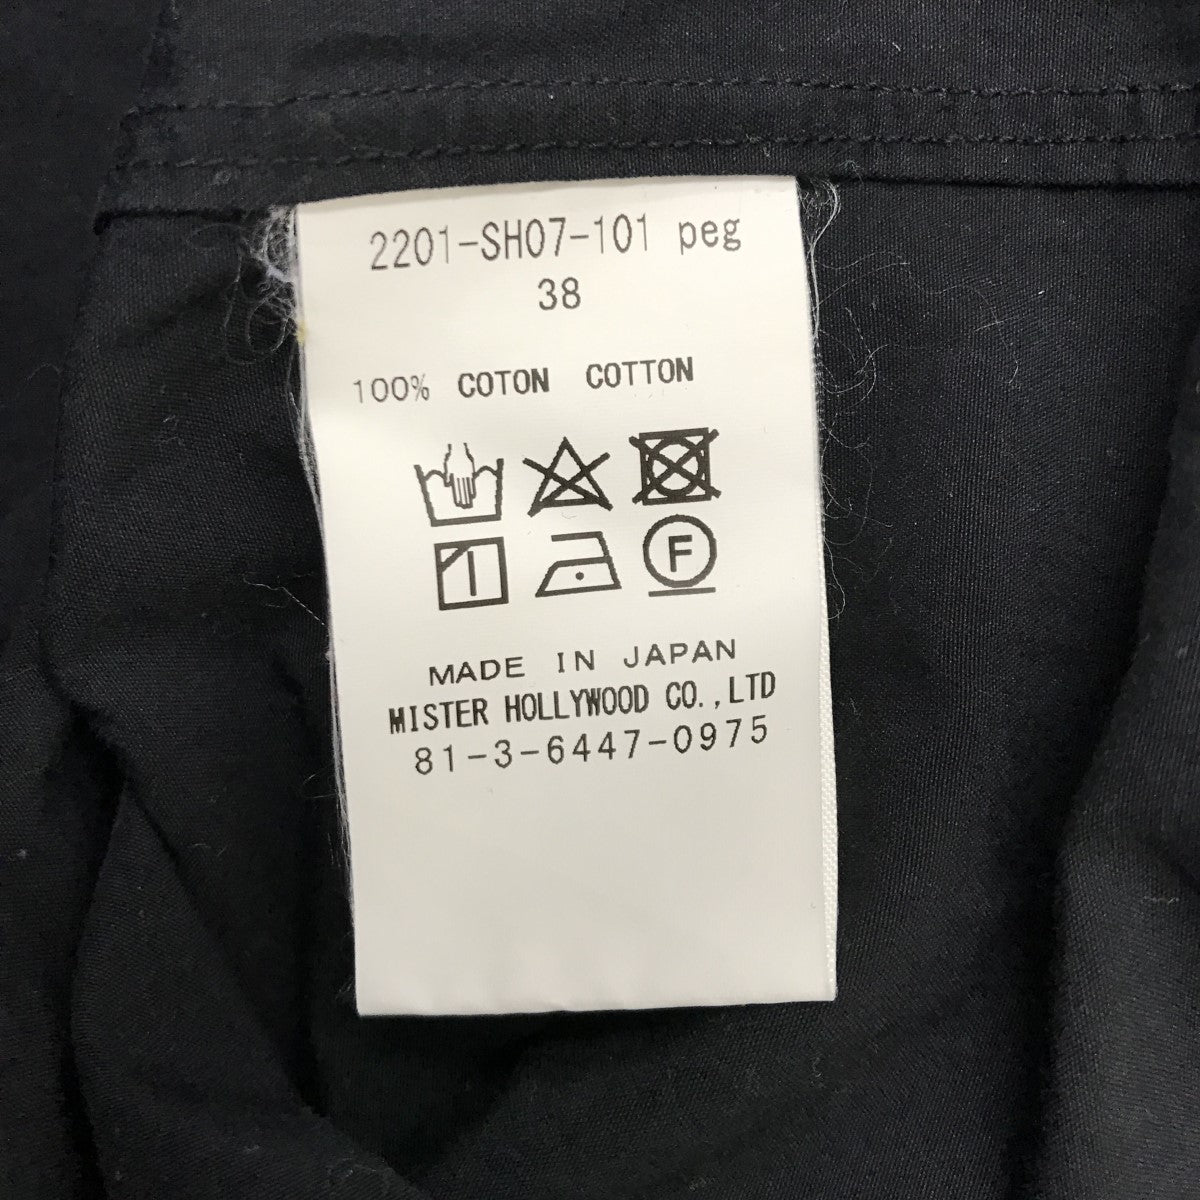 2201-SH07-101 peg
38
100% COTON COTTON
F
MADE IN JAPAN
MISTER HOLLYWOOD CO.,LTD
81-3-6447-0975